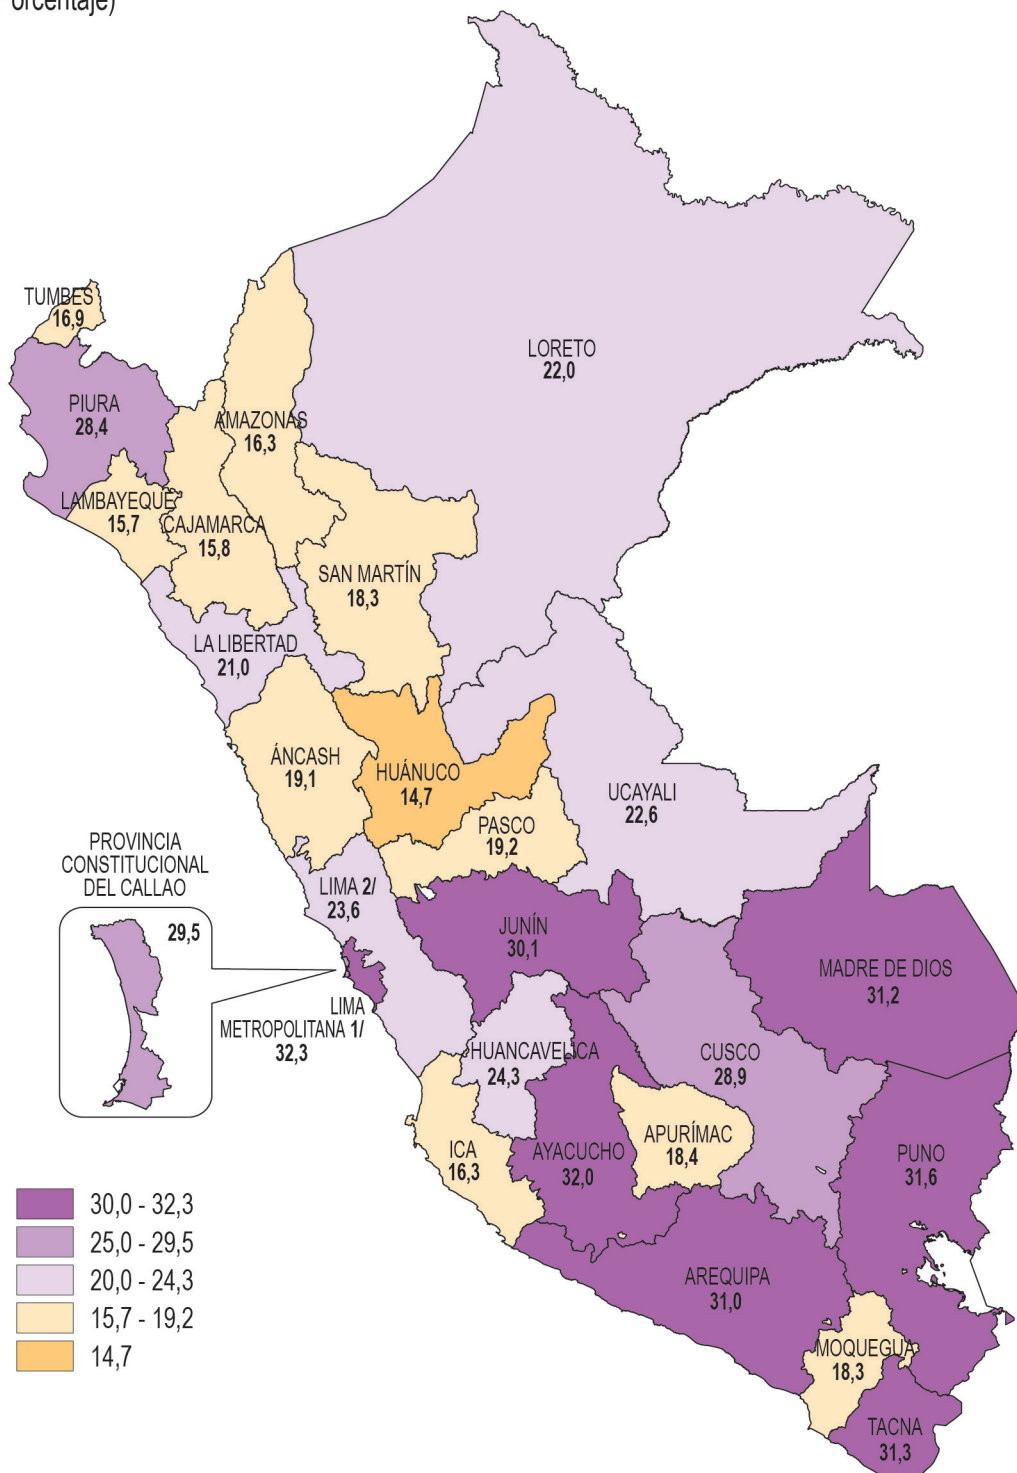 orcentaje)
TUMBES
16,9
PIURA
28,4
LORETO
22,0
AMAZONAS
16,3
LAMBAYEQUE
15,7
CAJAMARCA
15,8
SAN MARTÍN
18,3
LA LIBERTAD
21,0
ÁNCASH
19,1
HUÁNUCO
14,7
UCAYALI
22,6
PASCO
19,2
PROVINCIA
CONSTITUCIONAL
DEL CALLAO
29,5
LIMA 2/
23,6
JUNÍN
30,1
MADRE DE DIOS
31,2
LIMA
METROPOLITANA 1/
32,3
HUANCAVELICA
24,3
CUSCO
28,9
ICA
16,3
AYACUCHO
32,0
APURÍMAC
18,4
PUNO
31,6
AREQUIPA
31,0
MOQUEGUA
18,3
TACNA
31,3
30,0 - 32,3
25,0 - 29,5
20,0 - 24,3
15,7 - 19,2
14,7